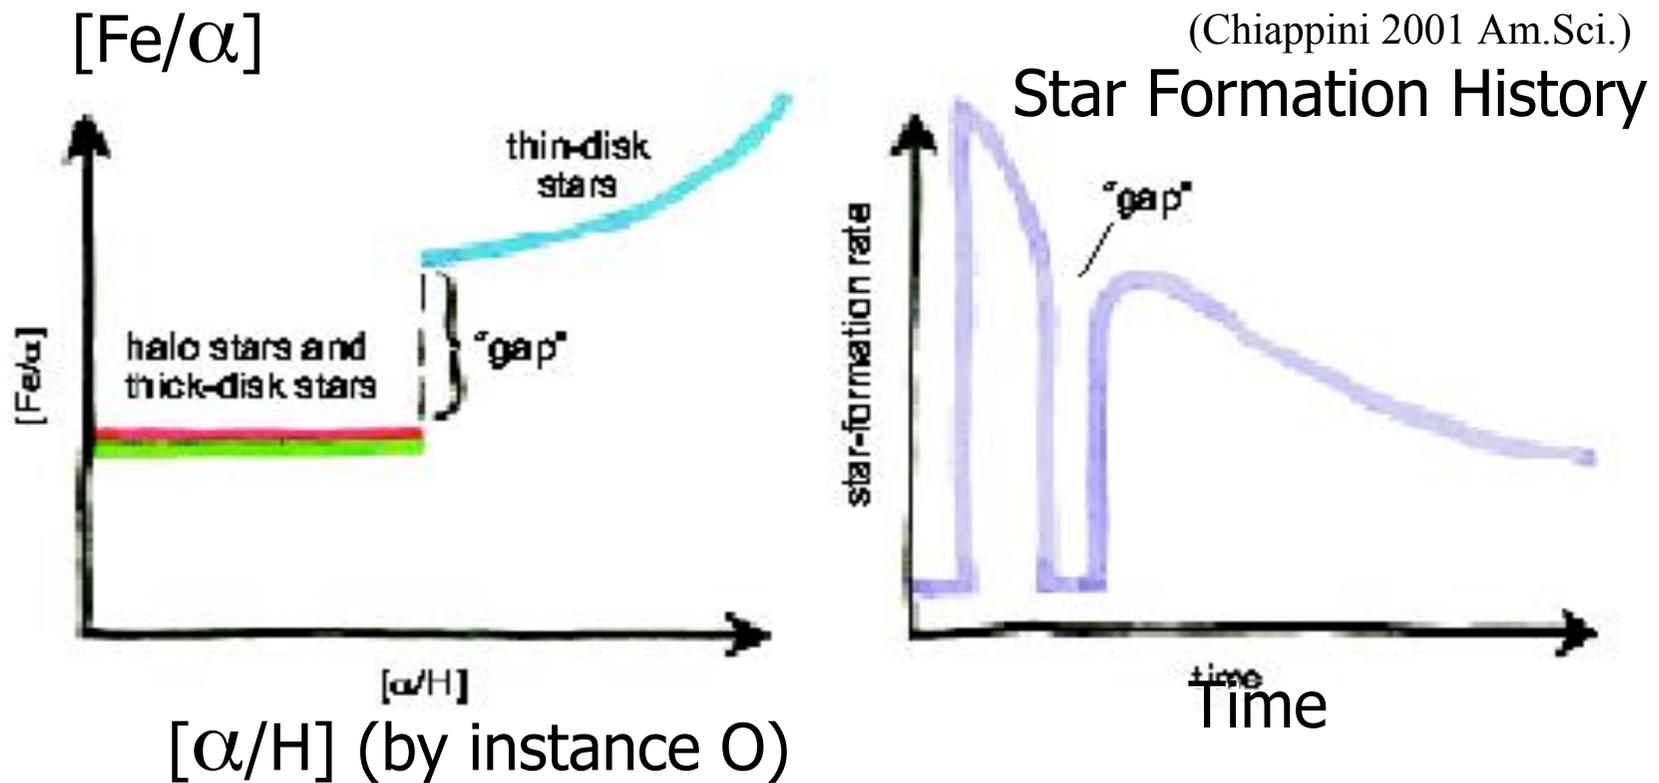 [Fe/α]
(Chiappini 2001 Am.Sci.)
Star Formation History
thin-disk
stars
"gap"
halo stars and
thick-disk stars
"gap"
[Fe/α]
star-formation rate
[α/H]
time
Time
[α/H] (by instance O)